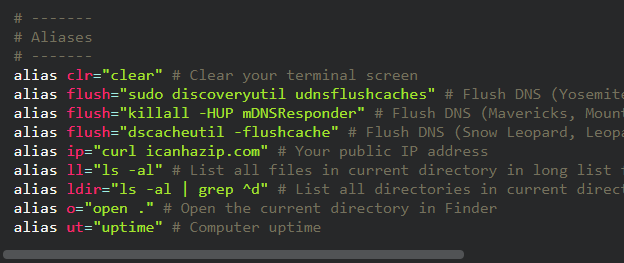 # -------
# Aliases
# -------
alias clr="clear" # Clear your terminal screen
alias flush="sudo discoveryutil udnsflushcaches" # Flush DNS (Yosemite
alias flush="killall -HUP mDNSResponder" # Flush DNS (Mavericks, Mount
alias flush="dscacheutil -flushcache" # Flush DNS (Snow Leopard, Leopa
alias ip="curl icanhazip.com" # Your public IP address
alias ll="ls -al" # List all files in current directory in long list f
alias ldir="ls -al | grep ^d" # List all directories in current direct
alias o="open ." # Open the current directory in Finder
alias ut="uptime" # Computer uptime